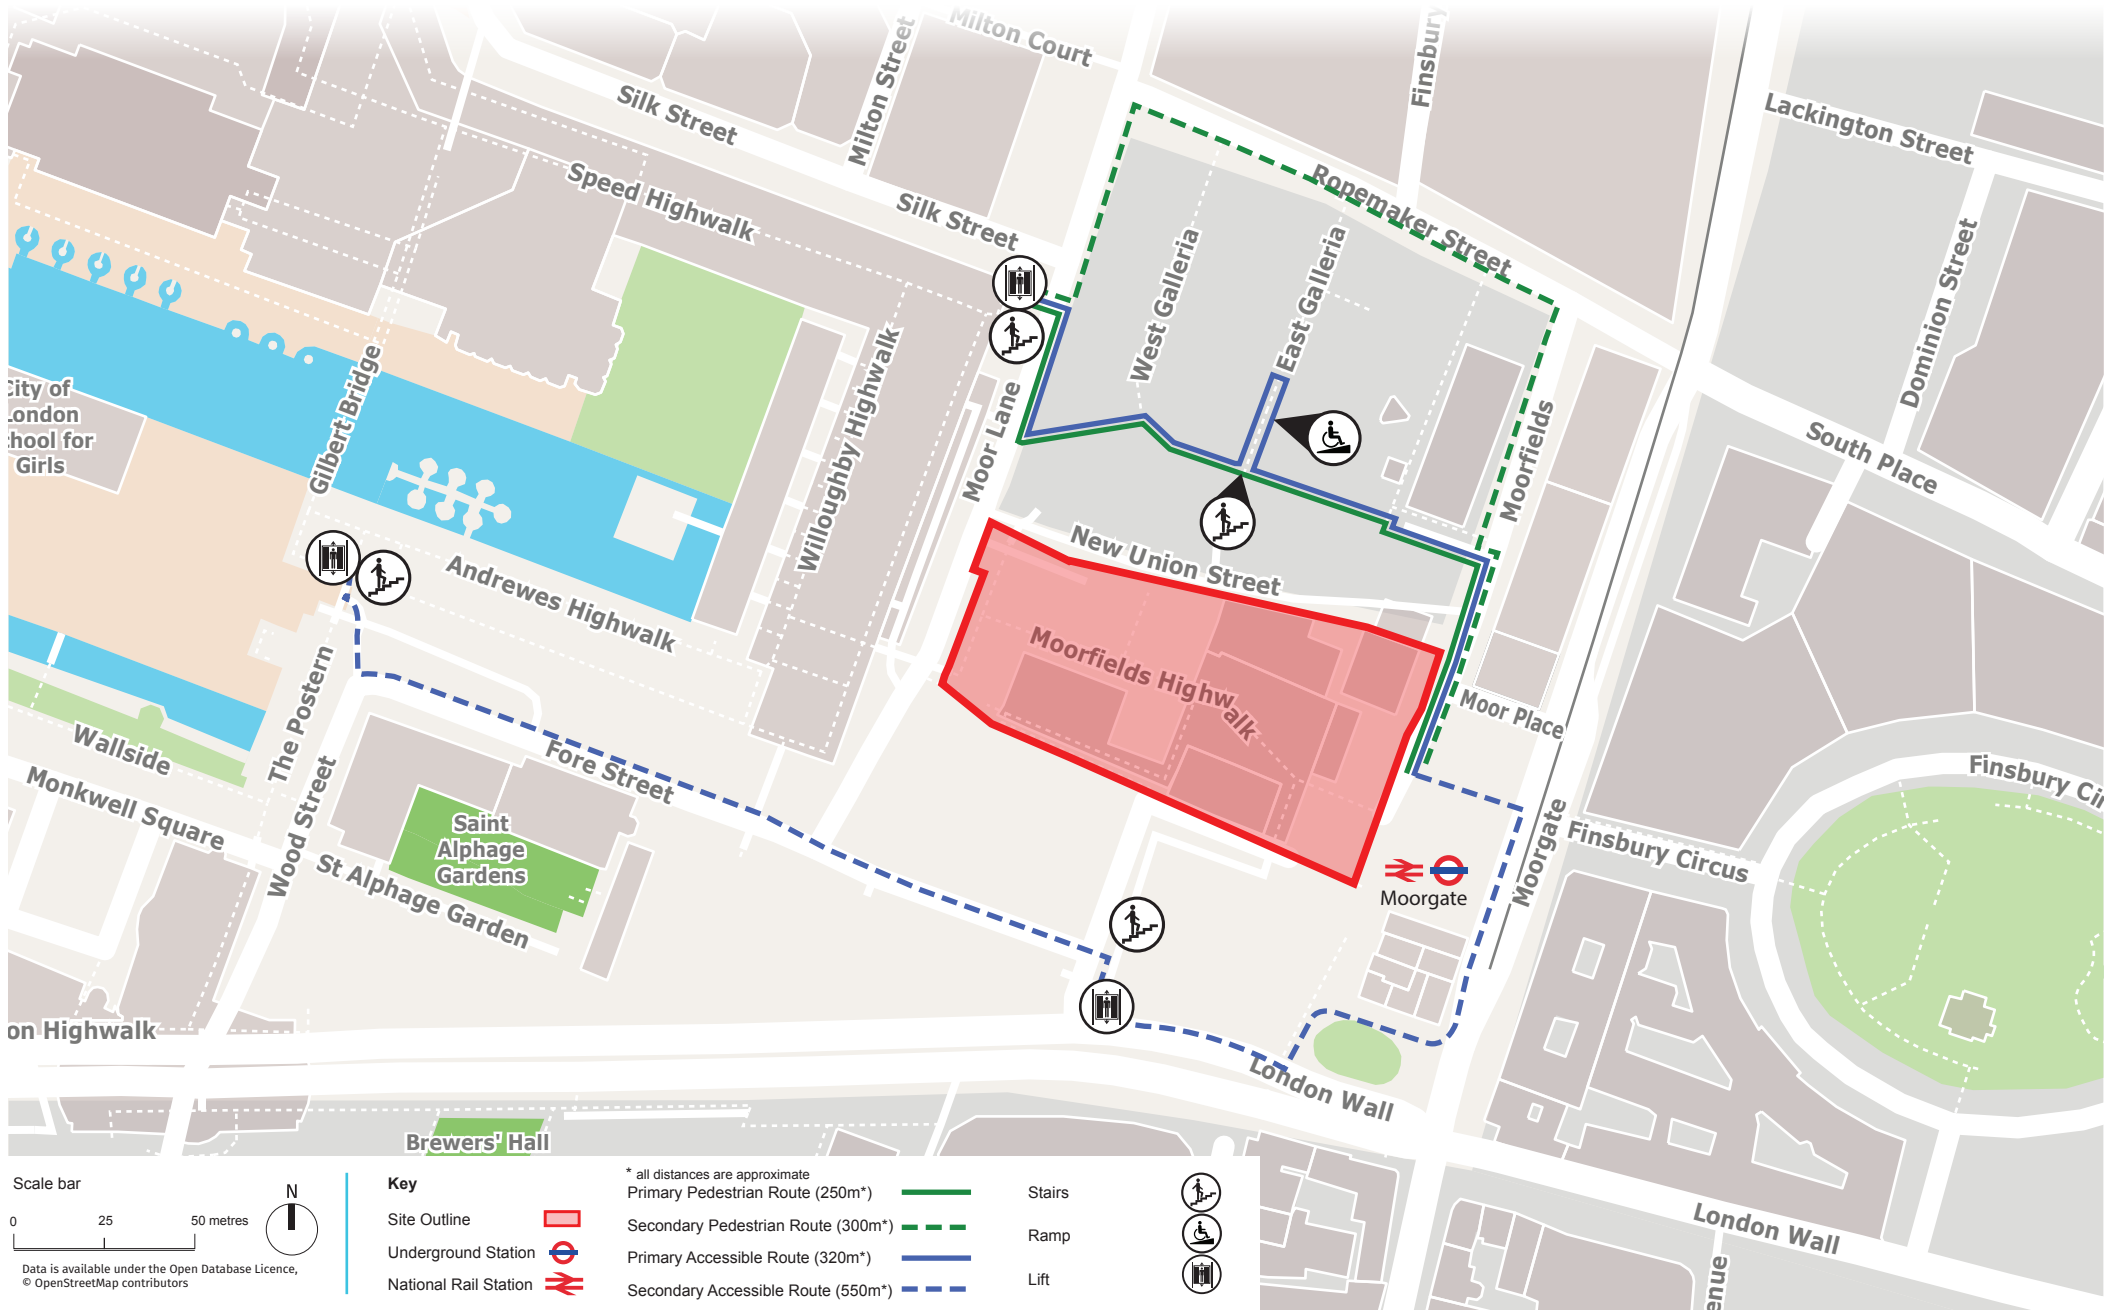 Milton Court
Milton Street
Finsbury
Silk Street
Lackington Street
Speed Highwalk
Silk Street
Ropemaker Street
West Galleria
East Galleria
Dominion Street
City of
London
School for
Girls
Gilbert Bridge
Willoughby Highwalk
Moor Lane
Moorfields
South Place
New Union Street
Andrewes Highwalk
Moorfields Highwalk
Moor Place
The Postern
Wallside
Monkwell Square
Wood Street
Fore Street
Saint
Alphage
Gardens
St Alphage Garden
Moorgate
Moorgate
Finsbury Circus
Finsbury Cir
on Highwalk
London Wall
Brewers' Hall
London Wall
enue
Scale bar
0 25 50 metres
N
Data is available under the Open Database Licence,
© OpenStreetMap contributors
Key
Site Outline
Underground Station
National Rail Station
* all distances are approximate
Primary Pedestrian Route (250m*)
Secondary Pedestrian Route (300m*)
Primary Accessible Route (320m*)
Secondary Accessible Route (550m*)
Stairs
Ramp
Lift